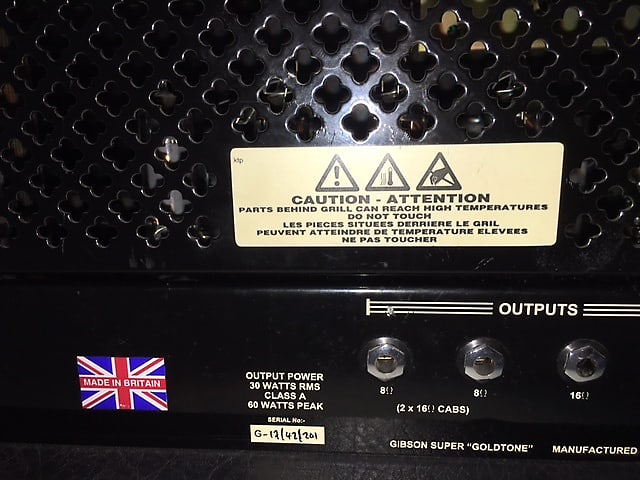 ktp
CAUTION - ATTENTION
PARTS BEHIND GRILL CAN REACH HIGH TEMPERATURES
DO NOT TOUCH
LES PIECES SITUEES DERRIERE LE GRIL
PEUVENT ATTEINDRE DE TEMPERATURE ELEVEES
NE PAS TOUCHER
OUTPUTS
MADE IN BRITAIN
OUTPUT POWER
30 WATTS RMS
CLASS A
60 WATTS PEAK
SERIAL No:-
G-12/42/201
8Ω
8Ω
16Ω
(2 x 16Ω CABS)
GIBSON SUPER "GOLDTONE"
MANUFACTURED